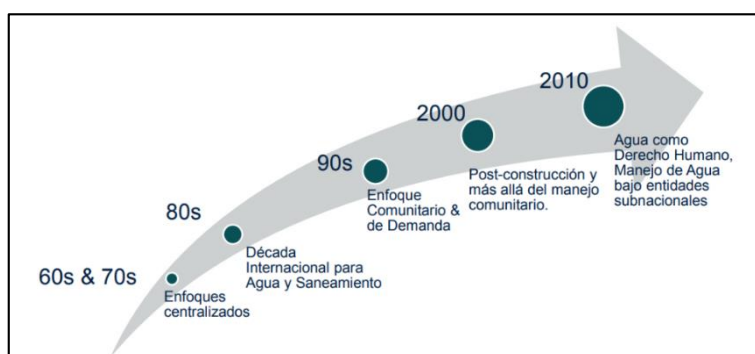 60s & 70s
Enfoques
centralizados
80s
Década
Internacional para
Agua y Saneamiento
90s
Enfoque
Comunitario &
de Demanda
2000
Post-construcción y
más allá del manejo
comunitario.
2010
Agua como
Derecho Humano,
Manejo de Agua
bajo entidades
subnacionales